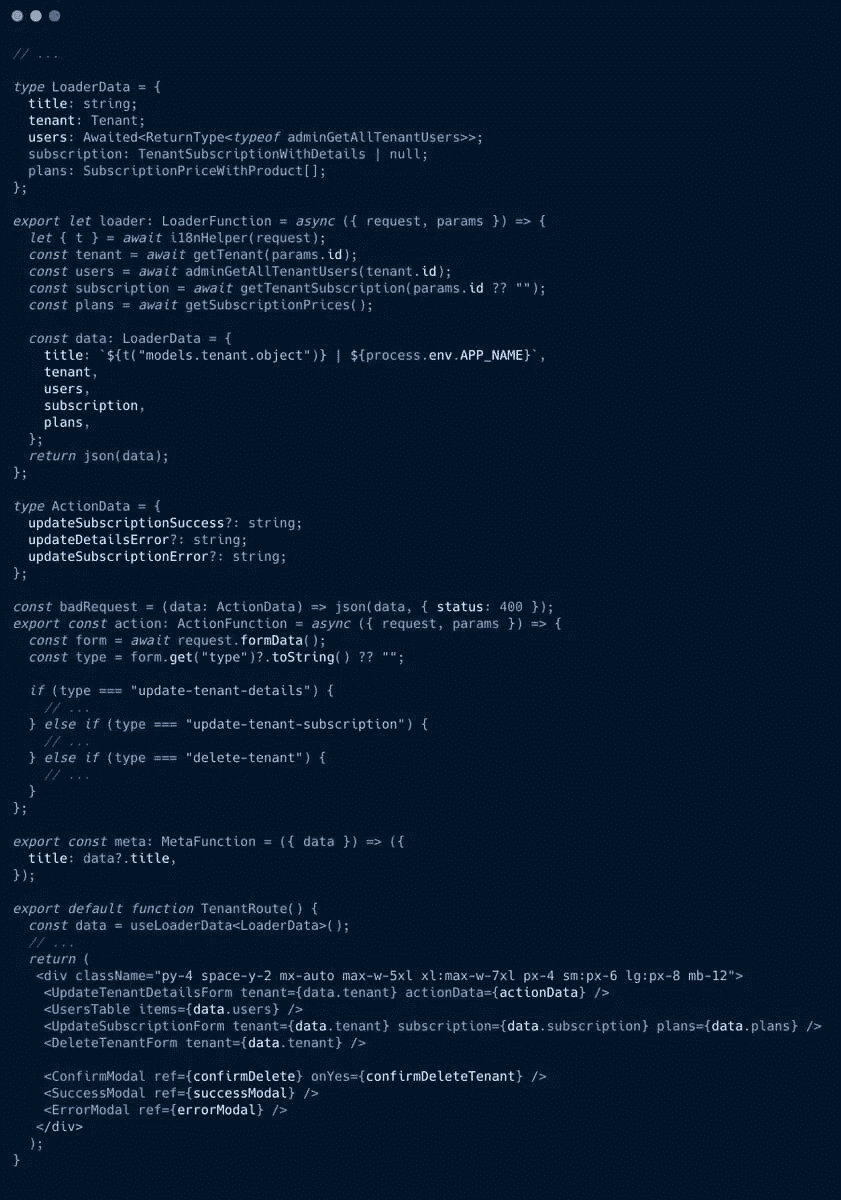 // ...

type LoaderData = {
  title: string;
  tenant: Tenant;
  users: Awaited<ReturnType<typeof adminGetAllTenantUsers>>;
  subscription: TenantSubscriptionWithDetails | null;
  plans: SubscriptionPriceWithProduct[];
};

export let loader: LoaderFunction = async ({ request, params }) => {
  let { t } = await i18nHelper(request);
  const tenant = await getTenant(params.id);
  const users = await adminGetAllTenantUsers(tenant.id);
  const subscription = await getTenantSubscription(params.id ?? "");
  const plans = await getSubscriptionPrices();

  const data: LoaderData = {
    title: `${t("models.tenant.object")} | ${process.env.APP_NAME}`,
    tenant,
    users,
    subscription,
    plans,
  };
  return json(data);
};

type ActionData = {
  updateSubscriptionSuccess?: string;
  updateDetailsError?: string;
  updateSubscriptionError?: string;
};

const badRequest = (data: ActionData) => json(data, { status: 400 });
export const action: ActionFunction = async ({ request, params }) => {
  const form = await request.formData();
  const type = form.get("type")?.toString() ?? "";

  if (type === "update-tenant-details") {
    // ...
  } else if (type === "update-tenant-subscription") {
    // ...
  } else if (type === "delete-tenant") {
    // ...
  }
};

export const meta: MetaFunction = ({ data }) => ({
  title: data?.title,
});

export default function TenantRoute() {
  const data = useLoaderData<LoaderData>();
  // ...
  return (
   <div className="py-4 space-y-2 mx-auto max-w-5xl xl:max-w-7xl px-4 sm:px-6 lg:px-8 mb-12">
    <UpdateTenantDetailsForm tenant={data.tenant} actionData={actionData} />
    <UsersTable items={data.users} />
    <UpdateSubscriptionForm tenant={data.tenant} subscription={data.subscription} plans={data.plans} />
    <DeleteTenantForm tenant={data.tenant} />

    <ConfirmModal ref={confirmDelete} onYes={confirmDeleteTenant} />
    <SuccessModal ref={successModal} />
    <ErrorModal ref={errorModal} />
   </div>
  );
}